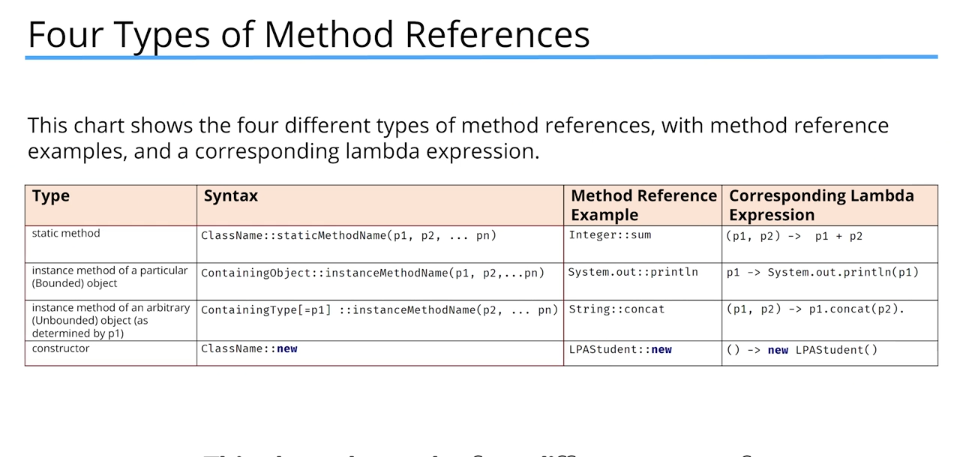 Four Types of Method References
This chart shows the four different types of method references, with method reference
examples, and a corresponding lambda expression.
Type
Syntax
Method Reference
Example
Corresponding Lambda
Expression
static method
ClassName::staticMethodName(p1, p2, ... pn)
Integer::sum
(p1, p2) -> p1 + p2
instance method of a particular
(Bounded) object
ContainingObject::instanceMethodName(p1, p2,...pn)
System.out::println
p1 -> System.out.println(p1)
instance method of an arbitrary
(Unbounded) object (as
determined by p1)
ContainingType[=p1] ::instanceMethodName(p2, ... pn)
String::concat
(p1, p2) -> p1.concat(p2).
constructor
ClassName::new
LPAStudent::new
() -> new LPAStudent()